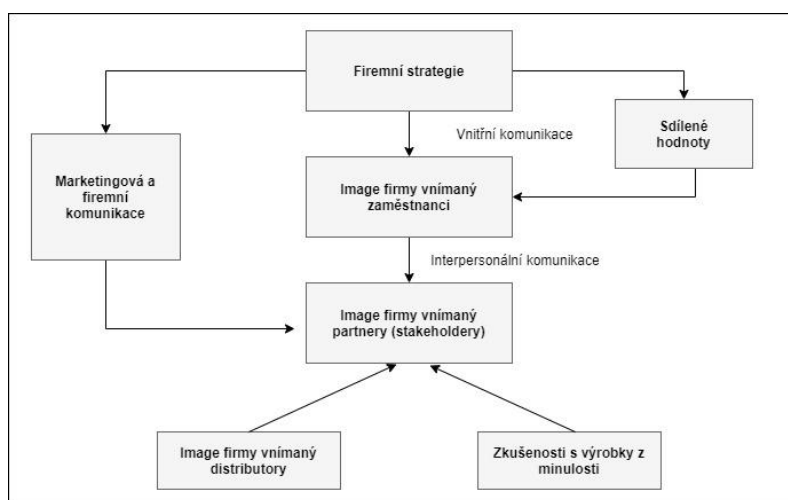 Firemní strategie
Vnitřní komunikace
Sdílené
hodnoty
Marketingová a
firemní
komunikace
Image firmy vnímaný
zaměstnanci
Interpersonální komunikace
Image firmy vnímaný
partnery (stakeholdery)
Image firmy vnímaný
distributory
Zkušenosti s výrobky z
minulosti